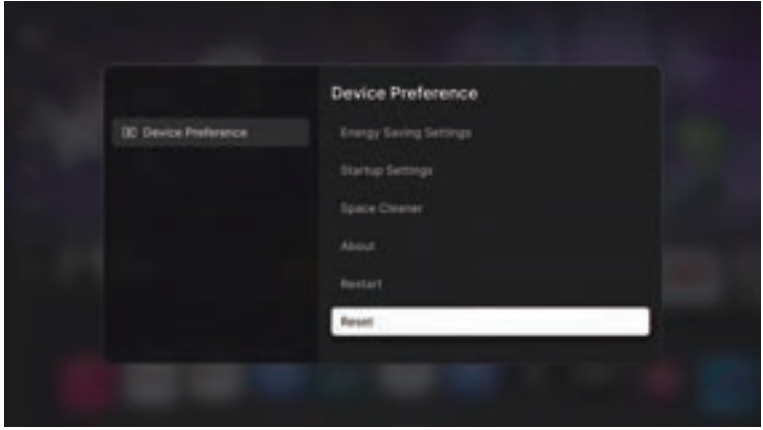 Device Preference
Device Preference
Energy Saving Settings
Startup Settings
Space Cleaner
About
Restart
Reset